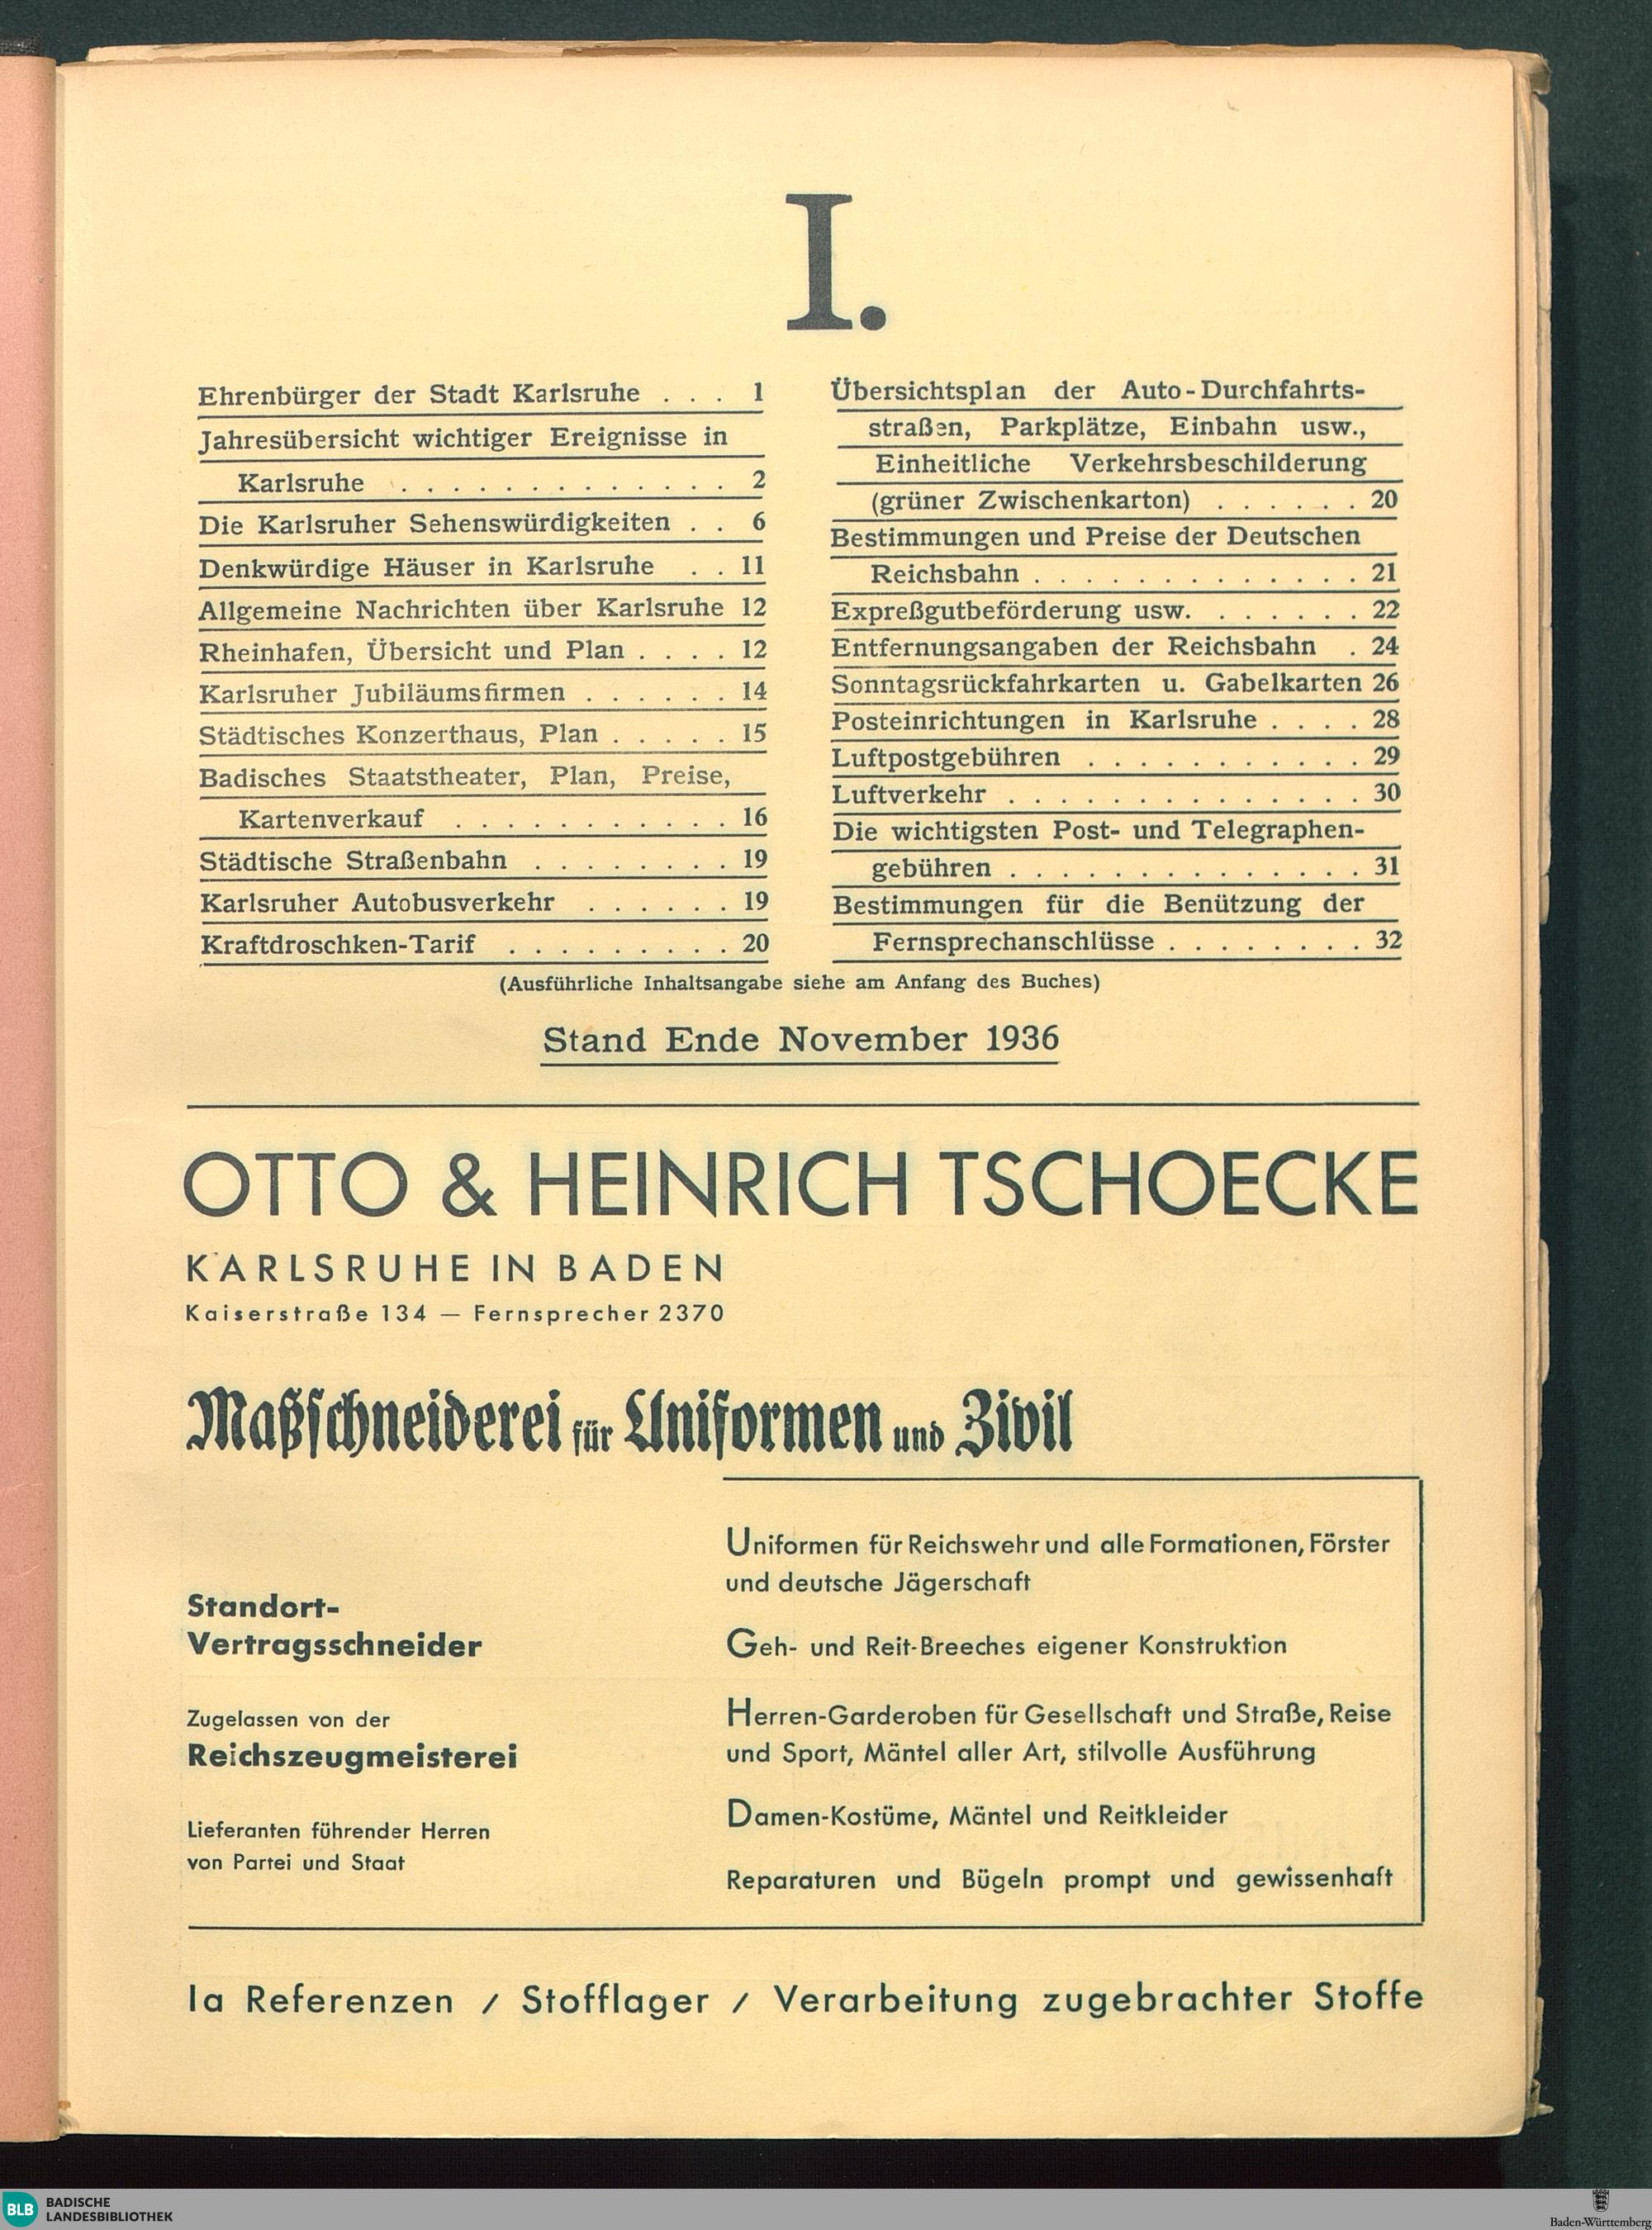 I.
Ehrenbürger der Stadt Karlsruhe . . . 1
Jahresübersicht wichtiger Ereignisse in
Karlsruhe . . . . . . . . . . . . . 2
Die Karlsruher Sehenswürdigkeiten . . 6
Denkwürdige Häuser in Karlsruhe . . 11
Allgemeine Nachrichten über Karlsruhe 12
Rheinhafen, Übersicht und Plan . . . . 12
Karlsruher Jubiläumsfirmen . . . . . . 14
Städtisches Konzerthaus, Plan . . . . . 15
Badisches Staatstheater, Plan, Preise,
Kartenverkauf . . . . . . . . . . . 16
Städtische Straßenbahn . . . . . . . . 19
Karlsruher Autobusverkehr . . . . . . 19
Kraftdroschken-Tarif . . . . . . . . . 20
Übersichtsplan der Auto-Durchfahrts-
straßen, Parkplätze, Einbahn usw.,
Einheitliche Verkehrsbeschilderung
(grüner Zwischenkarton) . . . . . . 20
Bestimmungen und Preise der Deutschen
Reichsbahn . . . . . . . . . . . . . 21
Expreßgutbeförderung usw. . . . . . . 22
Entfernungsangaben der Reichsbahn . 24
Sonntagsrückfahrkarten u. Gabelkarten 26
Posteinrichtungen in Karlsruhe . . . . 28
Luftpostgebühren . . . . . . . . . . . 29
Luftverkehr . . . . . . . . . . . . . . 30
Die wichtigsten Post- und Telegraphen-
gebühren . . . . . . . . . . . . . . 31
Bestimmungen für die Benützung der
Fernsprechanschlüsse . . . . . . . . 32
(Ausführliche Inhaltsangabe siehe am Anfang des Buches)
Stand Ende November 1936
OTTO & HEINRICH TSCHOECKE
KARLSRUHE IN BADEN
Kaiserstraße 134 — Fernsprecher 2370
Maßschneiderei für Uniformen und Zivil
Standort-
Vertragsschneider
Zugelassen von der
Reichszeugmeisterei
Lieferanten führender Herren
von Partei und Staat
Uniformen für Reichswehr und alle Formationen, Förster
und deutsche Jägerschaft
Geh- und Reit-Breeches eigener Konstruktion
Herren-Garderoben für Gesellschaft und Straße, Reise
und Sport, Mäntel aller Art, stilvolle Ausführung
Damen-Kostüme, Mäntel und Reitkleider
Reparaturen und Bügeln prompt und gewissenhaft
Ia Referenzen / Stofflager / Verarbeitung zugebrachter Stoffe
BLB
BADISCHE
LANDESBIBLIOTHEK
Baden-Württemberg